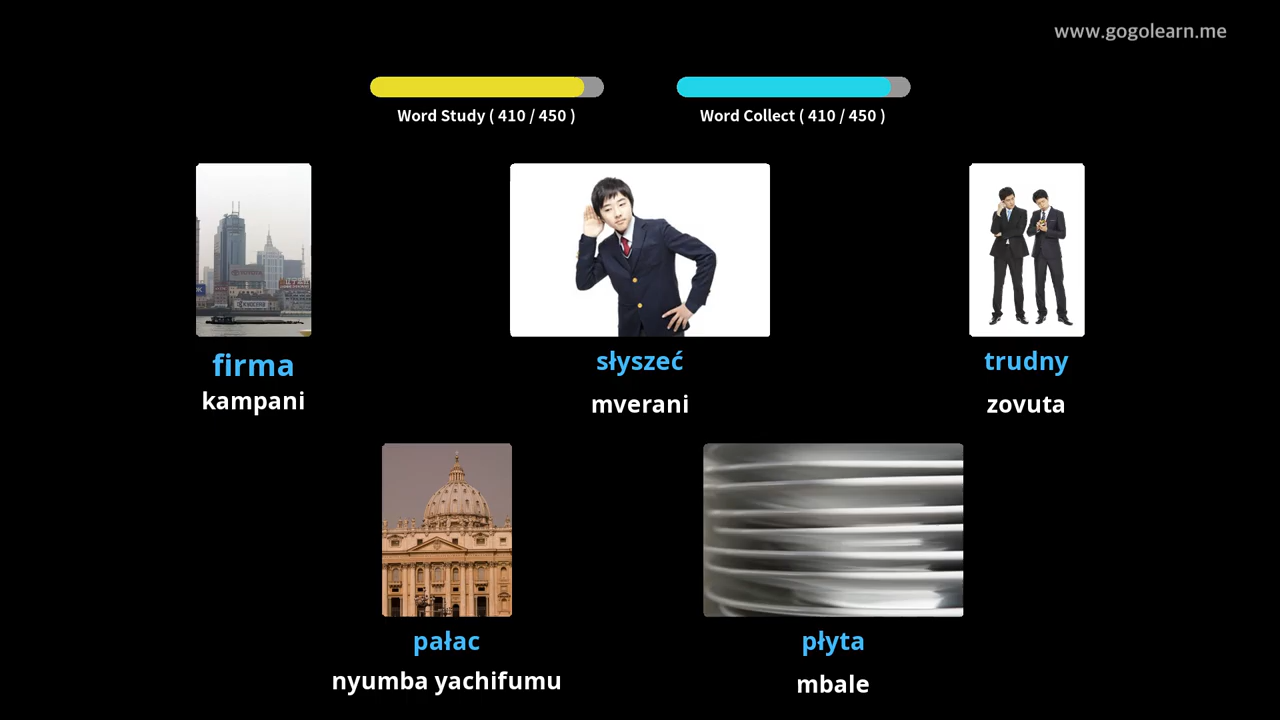 www.gogolearn.me
Word Study ( 410 / 450 )
Word Collect ( 410 / 450 )
TOYOTA
firma
kampani
słyszeć
mverani
trudny
zovuta
pałac
nyumba yachifumu
płyta
mbale